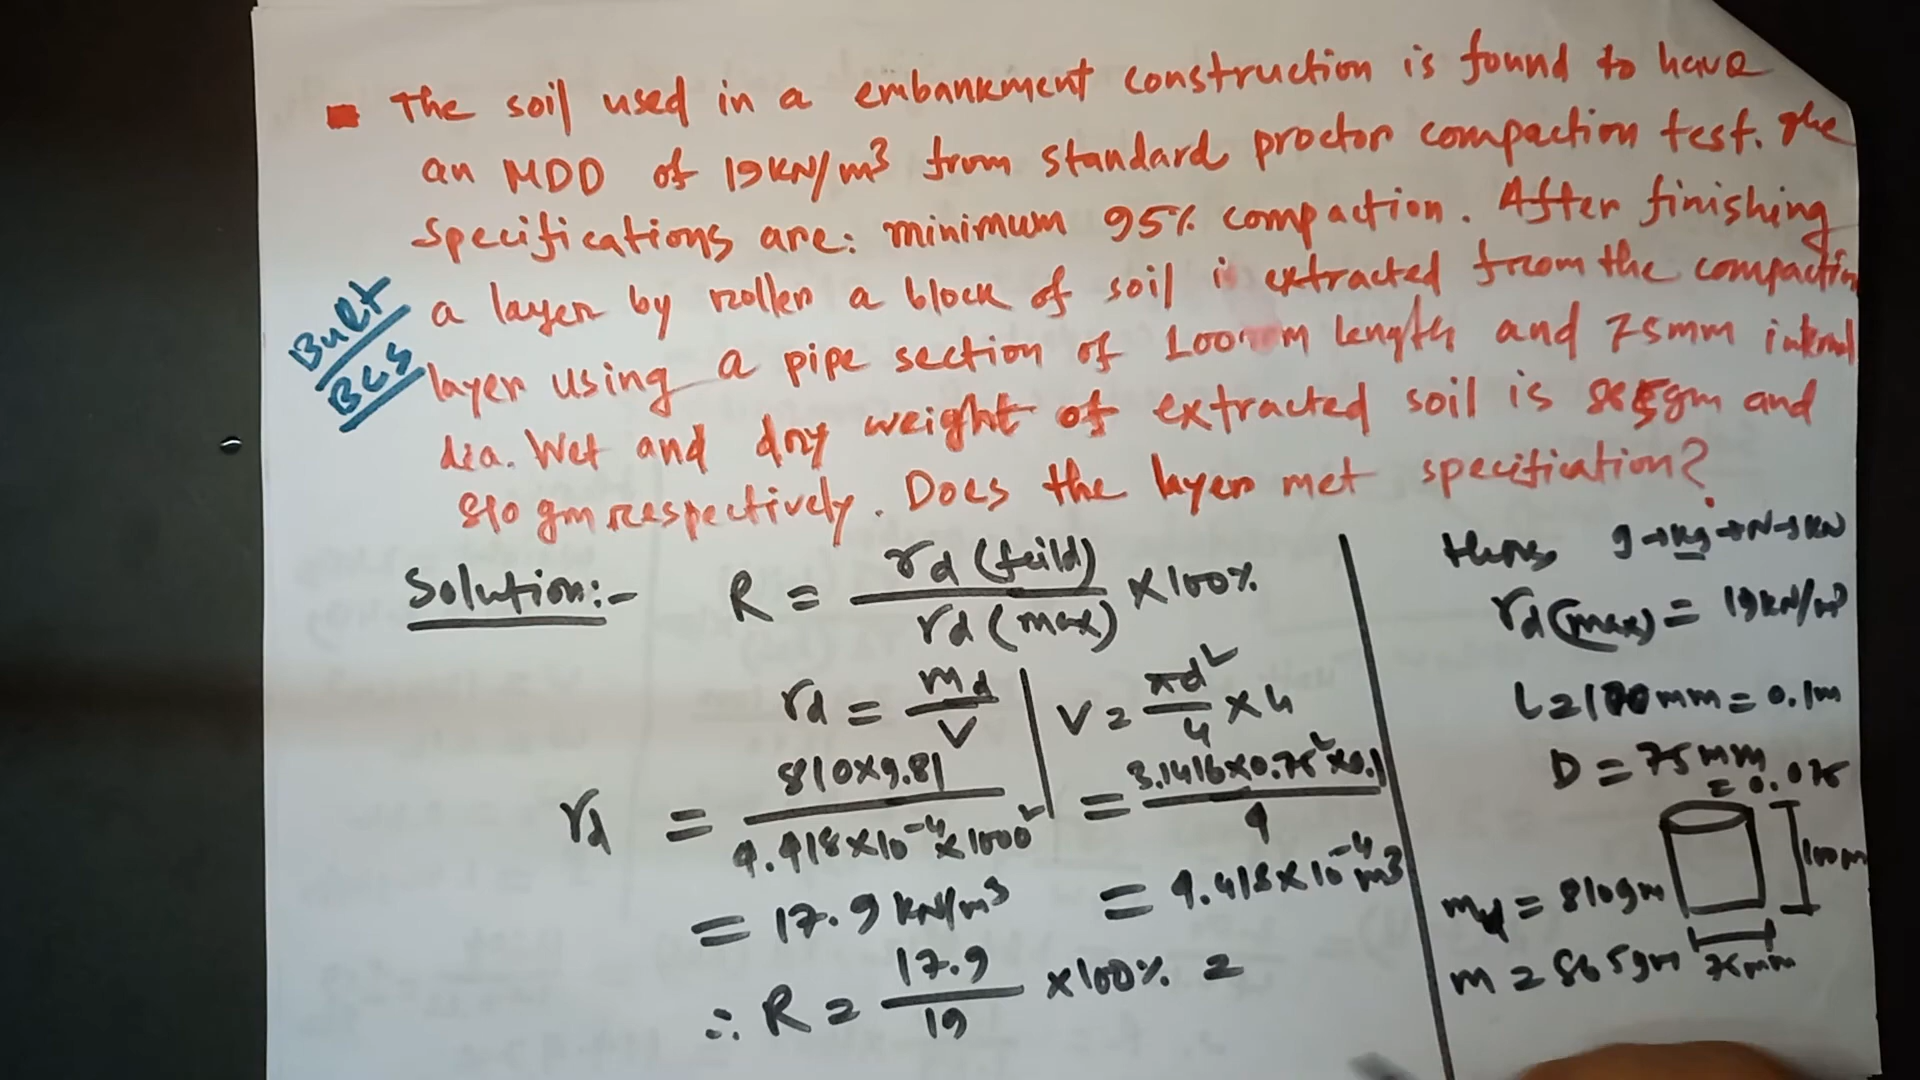 The soil used in a embankment construction is found to have
an MDD of 19KN/m³ from standard proctor compaction test. The
specifications are: minimum 95% compaction. After finishing
a layer by roller a block of soil is extracted from the compaction
layer using a pipe section of 100mm length and 75mm internal
dia. Wet and dry weight of extracted soil is 865gm and
810 gm respectively. Does the layer met specification?
Buet
BCS
Solution:- R = γd (feild) / γd (max) ×100%
γd = md / V
V = πd² / 4 × 4
γd = 810×9.81 / 4.418×10⁻⁴×1000²
= 3.1416×0.75²×0.1 / 4
= 17.9 kN/m³
= 4.418×10⁻⁴ m³
∴ R = 17.9 / 19 ×100% =
g→kg→N→kN
γd (max) = 19kN/m³
L = 100mm = 0.1m
D = 75mm
= 0.075
md = 810gm
m = 865gm
75mm